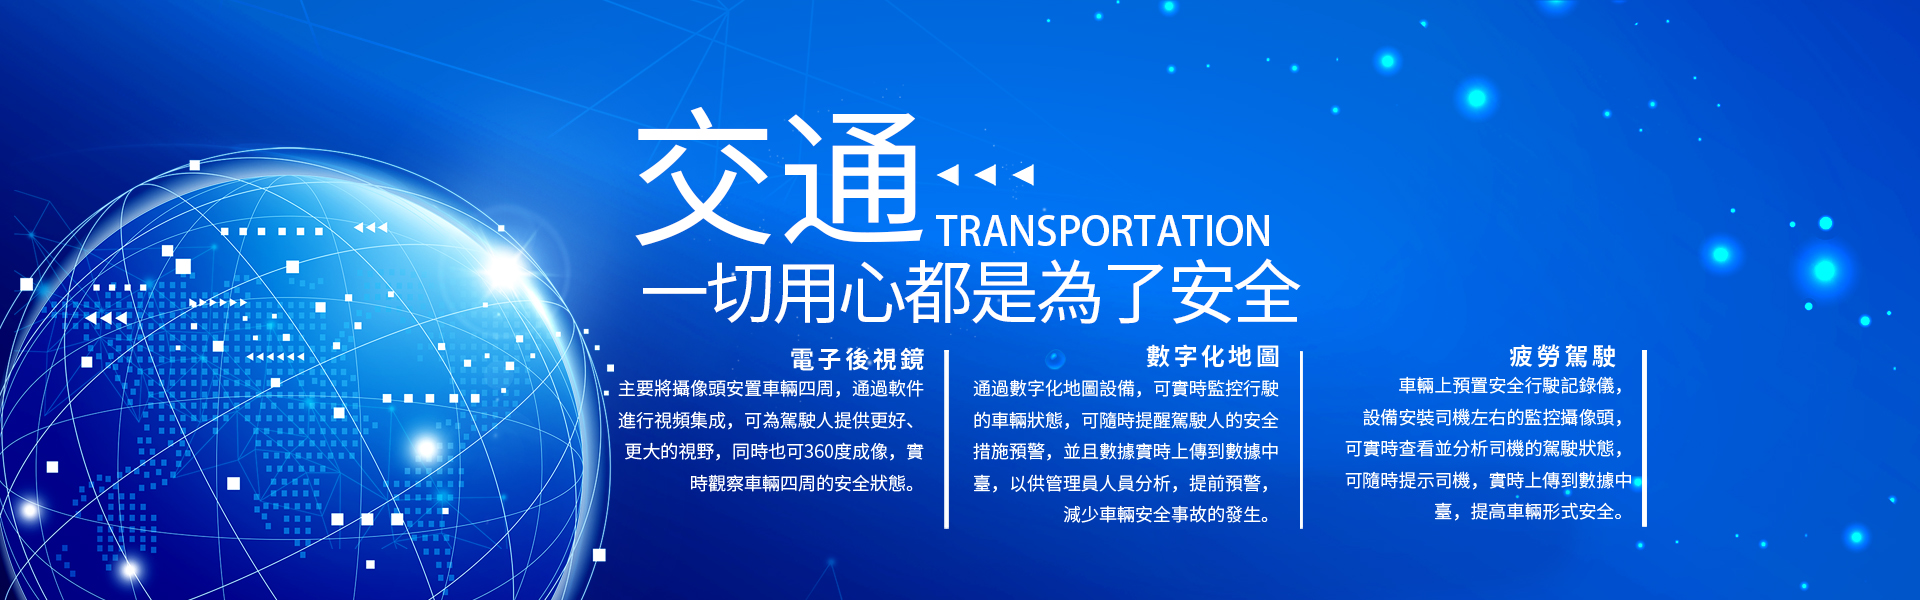 交通
TRANSPORTATION
一切用心都是為了安全
電子後視鏡
主要將攝像頭安置車輛四周，通過軟件
進行視頻集成，可為駕駛人提供更好、
更大的視野，同時也可360度成像，實
時觀察車輛四周的安全狀態。
數字化地圖
通過數字化地圖設備，可實時監控行駛
的車輛狀態，可隨時提醒駕駛人的安全
措施預警，並且數據實時上傳到數據中
臺，以供管理員人員分析，提前預警，
減少車輛安全事故的發生。
疲勞駕駛
車輛上預置安全行駛記錄儀，
設備安裝司機左右的監控攝像頭，
可實時查看並分析司機的駕駛狀態，
可隨時提示司機，實時上傳到數據中
臺，提高車輛形式安全。